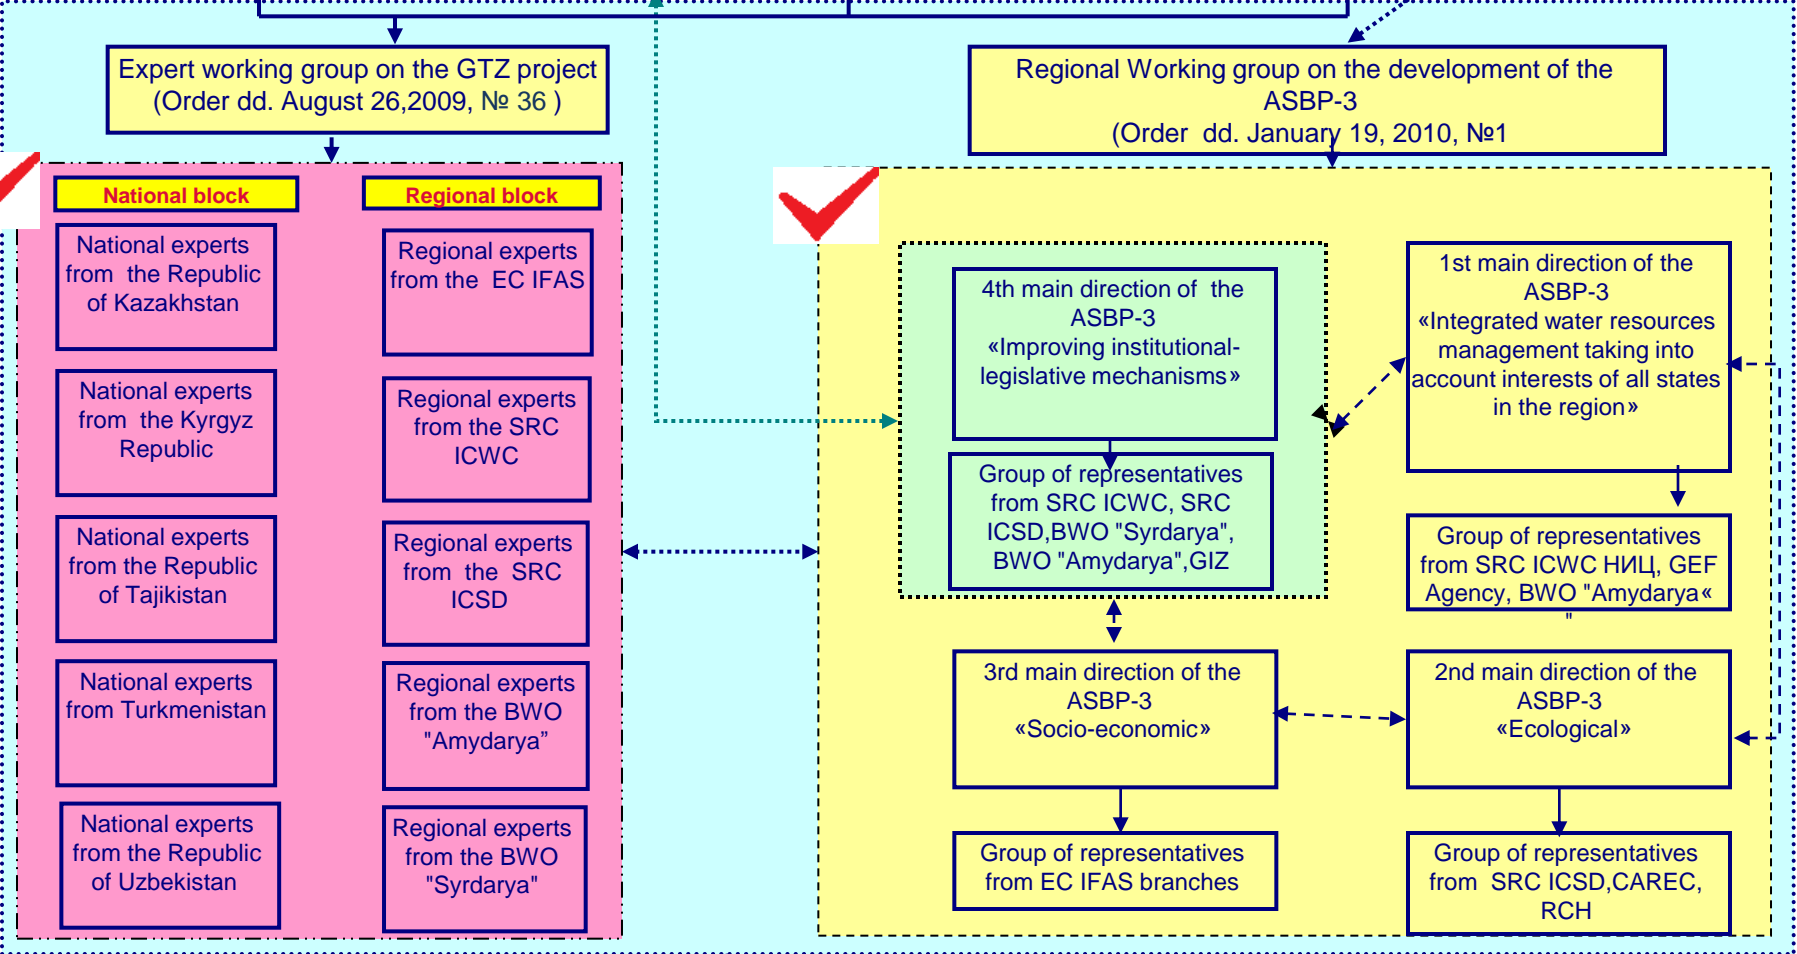 Expert working group on the GTZ project
(Order dd. August 26,2009, № 36 )
Regional Working group on the development of the
ASBP-3
(Order dd. January 19, 2010, №1
National block
National experts
from the Republic
of Kazakhstan
National experts
from the Kyrgyz
Republic
National experts
from the Republic
of Tajikistan
National experts
from Turkmenistan
National experts
from the Republic
of Uzbekistan
Regional block
Regional experts
from the EC IFAS
Regional experts
from the SRC
ICWC
Regional experts
from the SRC
ICSD
Regional experts
from the BWO
"Amydarya”
Regional experts
from the BWO
"Syrdarya"
4th main direction of the
ASBP-3
«Improving institutional-
legislative mechanisms»
Group of representatives
from SRC ICWC, SRC
ICSD,BWO "Syrdarya",
BWO "Amydarya",GIZ
1st main direction of the
ASBP-3
«Integrated water resources
management taking into
account interests of all states
in the region»
Group of representatives
from SRC ICWC НИЦ, GEF
Agency, BWO "Amydarya«
"
3rd main direction of the
ASBP-3
«Socio-economic»
Group of representatives
from EC IFAS branches
2nd main direction of the
ASBP-3
«Ecological»
Group of representatives
from SRC ICSD,CAREC,
RCH